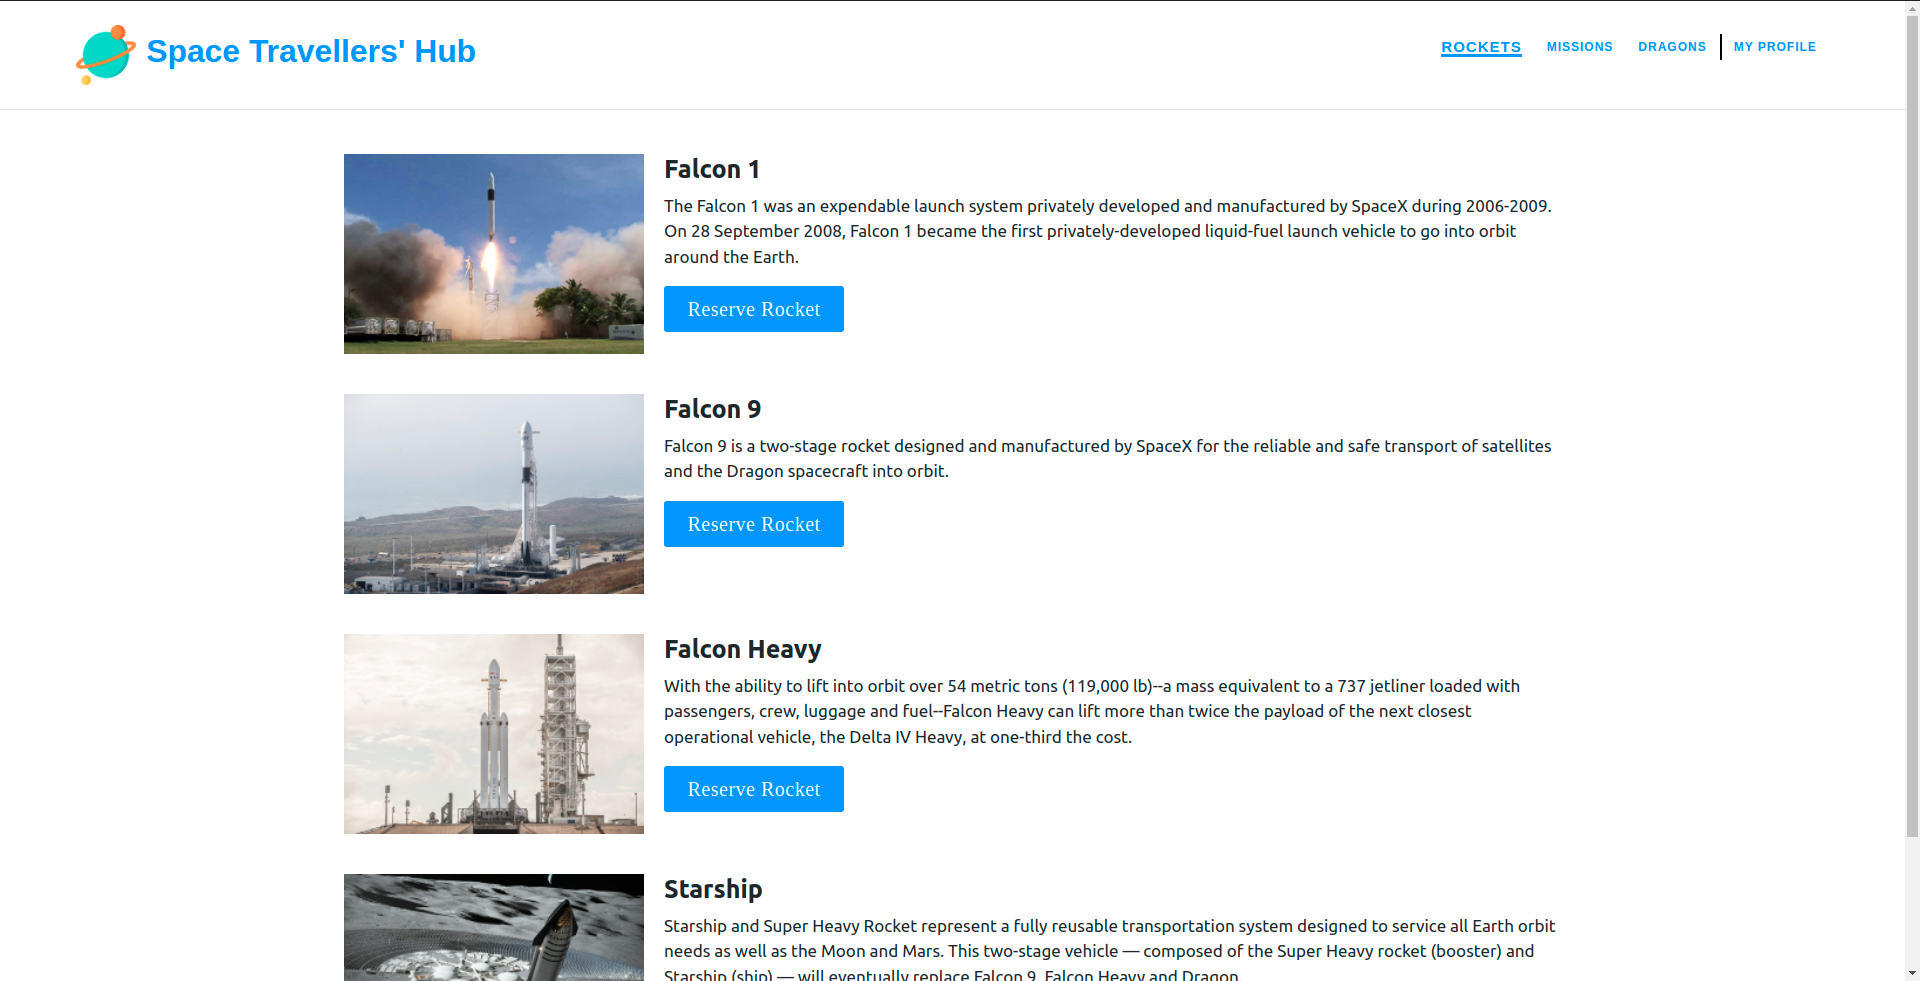 Space Travellers' Hub
ROCKETS MISSIONS DRAGONS MY PROFILE
Falcon 1
The Falcon 1 was an expendable launch system privately developed and manufactured by SpaceX during 2006-2009.
On 28 September 2008, Falcon 1 became the first privately-developed liquid-fuel launch vehicle to go into orbit
around the Earth.
Reserve Rocket
Falcon 9
Falcon 9 is a two-stage rocket designed and manufactured by SpaceX for the reliable and safe transport of satellites
and the Dragon spacecraft into orbit.
Reserve Rocket
Falcon Heavy
With the ability to lift into orbit over 54 metric tons (119,000 lb)--a mass equivalent to a 737 jetliner loaded with
passengers, crew, luggage and fuel--Falcon Heavy can lift more than twice the payload of the next closest
operational vehicle, the Delta IV Heavy, at one-third the cost.
Reserve Rocket
Starship
Starship and Super Heavy Rocket represent a fully reusable transportation system designed to service all Earth orbit
needs as well as the Moon and Mars. This two-stage vehicle — composed of the Super Heavy rocket (booster) and
Starship (ship) — will eventually replace Falcon 9, Falcon Heavy and Dragon.